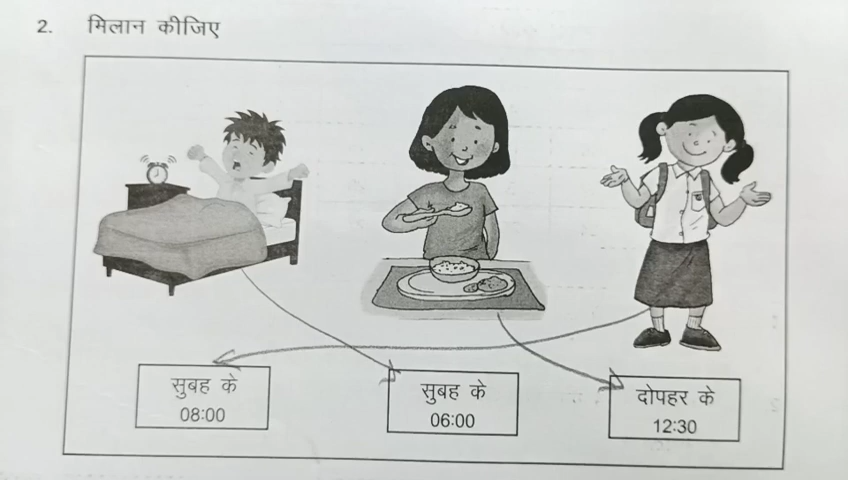 2. मिलान कीजिए
सुबह के
08:00
सुबह के
06:00
दोपहर के
12:30